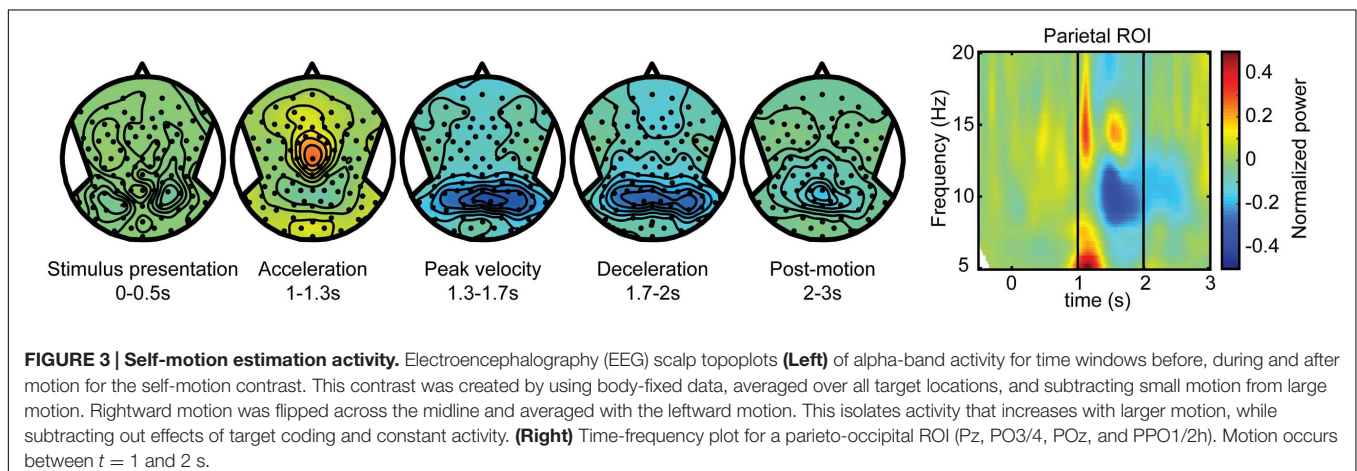 Parietal ROI
20
15
10
5
Frequency (Hz)
0 1 2 3
time (s)
0.4
0.2
0
-0.2
-0.4
Normalized power
Stimulus presentation
0-0.5s
Acceleration
1-1.3s
Peak velocity
1.3-1.7s
Deceleration
1.7-2s
Post-motion
2-3s
FIGURE 3 | Self-motion estimation activity. Electroencephalography (EEG) scalp topoplots (Left) of alpha-band activity for time windows before, during and after
motion for the self-motion contrast. This contrast was created by using body-fixed data, averaged over all target locations, and subtracting small motion from large
motion. Rightward motion was flipped across the midline and averaged with the leftward motion. This isolates activity that increases with larger motion, while
subtracting out effects of target coding and constant activity. (Right) Time-frequency plot for a parieto-occipital ROI (Pz, PO3/4, POz, and PPO1/2h). Motion occurs
between t = 1 and 2 s.